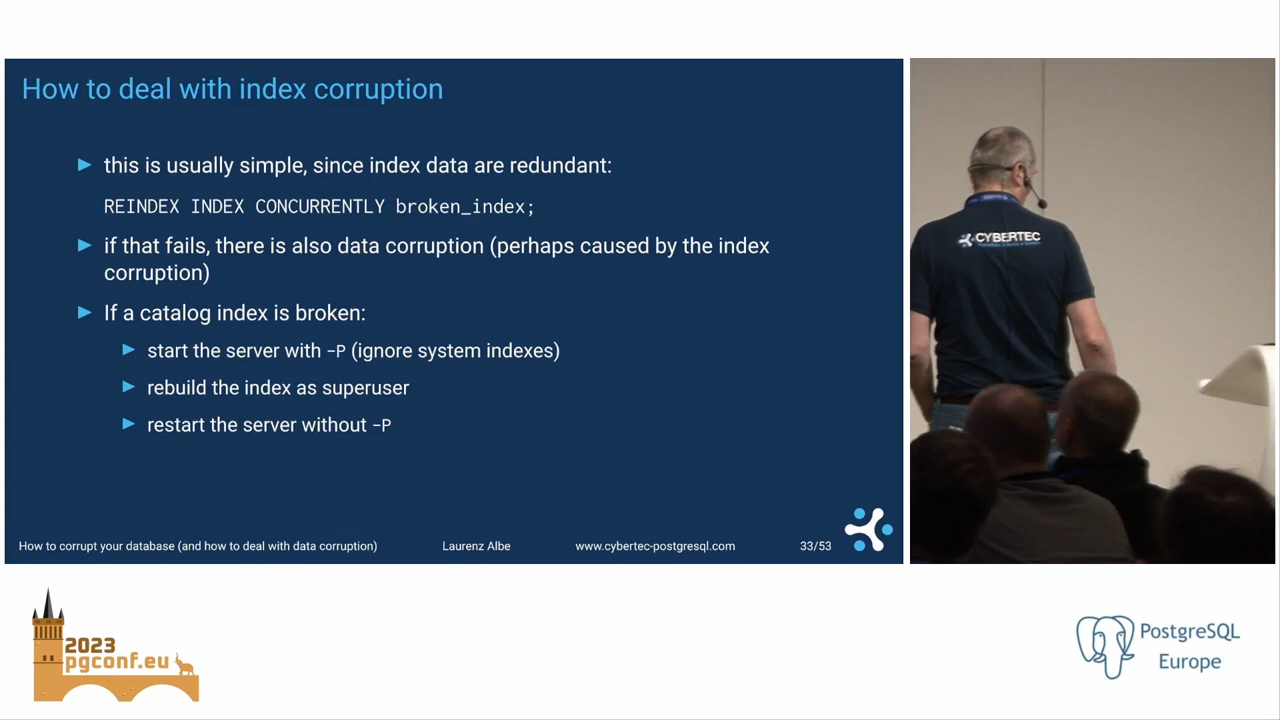 How to deal with index corruption
this is usually simple, since index data are redundant:
REINDEX INDEX CONCURRENTLY broken_index;
if that fails, there is also data corruption (perhaps caused by the index
corruption)
If a catalog index is broken:
start the server with -P (ignore system indexes)
rebuild the index as superuser
restart the server without -P
How to corrupt your database (and how to deal with data corruption) Laurenz Albe www.cybertec-postgresql.com 33/53
CYBERTEC
2023
pgconf.eu
PostgreSQL
Europe